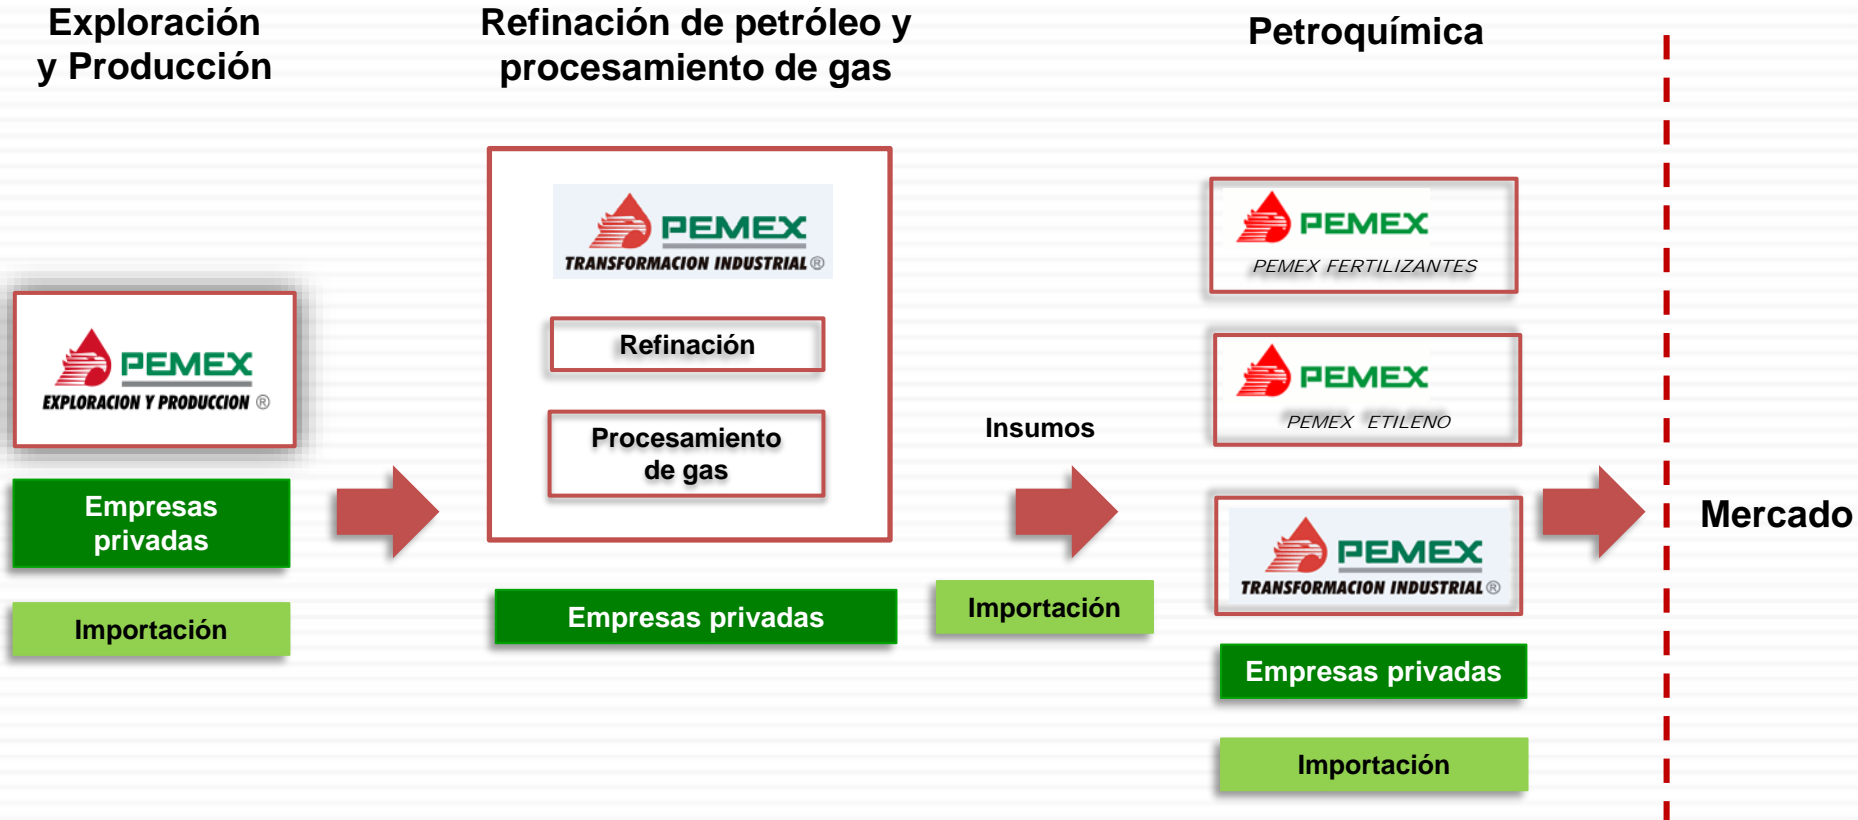 Exploración
y Producción
Refinación de petróleo y
procesamiento de gas
Petroquímica
PEMEX
EXPLORACION Y PRODUCCION ®
Empresas
privadas
Importación
PEMEX
TRANSFORMACION INDUSTRIAL ®
Refinación
Procesamiento
de gas
Empresas privadas
Insumos
Importación
PEMEX
PEMEX FERTILIZANTES
PEMEX
PEMEX ETILENO
PEMEX
TRANSFORMACION INDUSTRIAL ®
Empresas privadas
Importación
Mercado